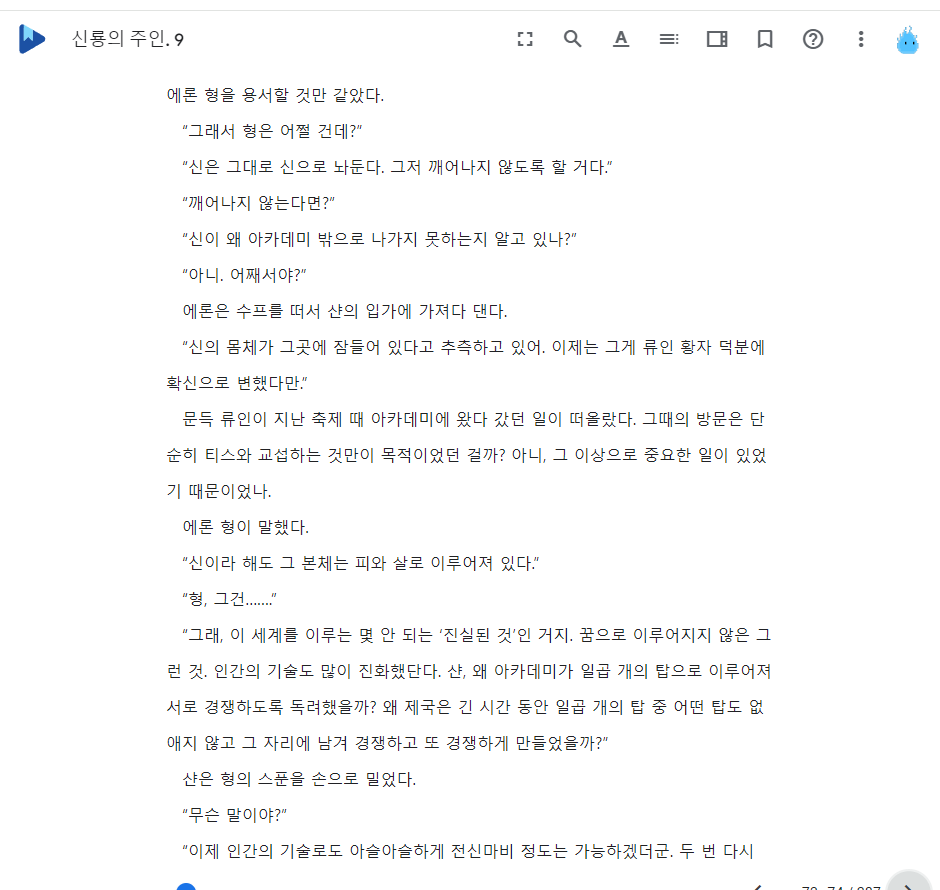 신룡의 주인. 9
에론 형을 용서할 것만 같았다.
“그래서 형은 어쩔 건데?”
“신은 그대로 신으로 놔둔다. 그저 깨어나지 않도록 할 거다.”
“깨어나지 않는다면?”
“신이 왜 아카데미 밖으로 나가지 못하는지 알고 있나?”
“아니. 어째서야?”
에론은 수프를 떠서 샨의 입가에 가져다 댄다.
“신의 몸체가 그곳에 잠들어 있다고 추측하고 있어. 이제는 그게 류인 황자 덕분에
확신으로 변했다만.”
문득 류인이 지난 축제 때 아카데미에 왔다 갔던 일이 떠올랐다. 그때의 방문은 단
순히 티스와 교섭하는 것만이 목적이었던 걸까? 아니, 그 이상으로 중요한 일이 있었
기 때문이었나.
에론 형이 말했다.
“신이라 해도 그 본체는 피와 살로 이루어져 있다.”
“형, 그건…….”
“그래, 이 세계를 이루는 몇 안 되는 ‘진실된 것’인 거지. 꿈으로 이루어지지 않은 그
런 것. 인간의 기술도 많이 진화했단다. 샨, 왜 아카데미가 일곱 개의 탑으로 이루어져
서로 경쟁하도록 독려했을까? 왜 제국은 긴 시간 동안 일곱 개의 탑 중 어떤 탑도 없
애지 않고 그 자리에 남겨 경쟁하고 또 경쟁하게 만들었을까?”
샨은 형의 스푼을 손으로 밀었다.
“무슨 말이야?”
“이제 인간의 기술로도 아슬아슬하게 전신마비 정도는 가능하겠더군. 두 번 다시